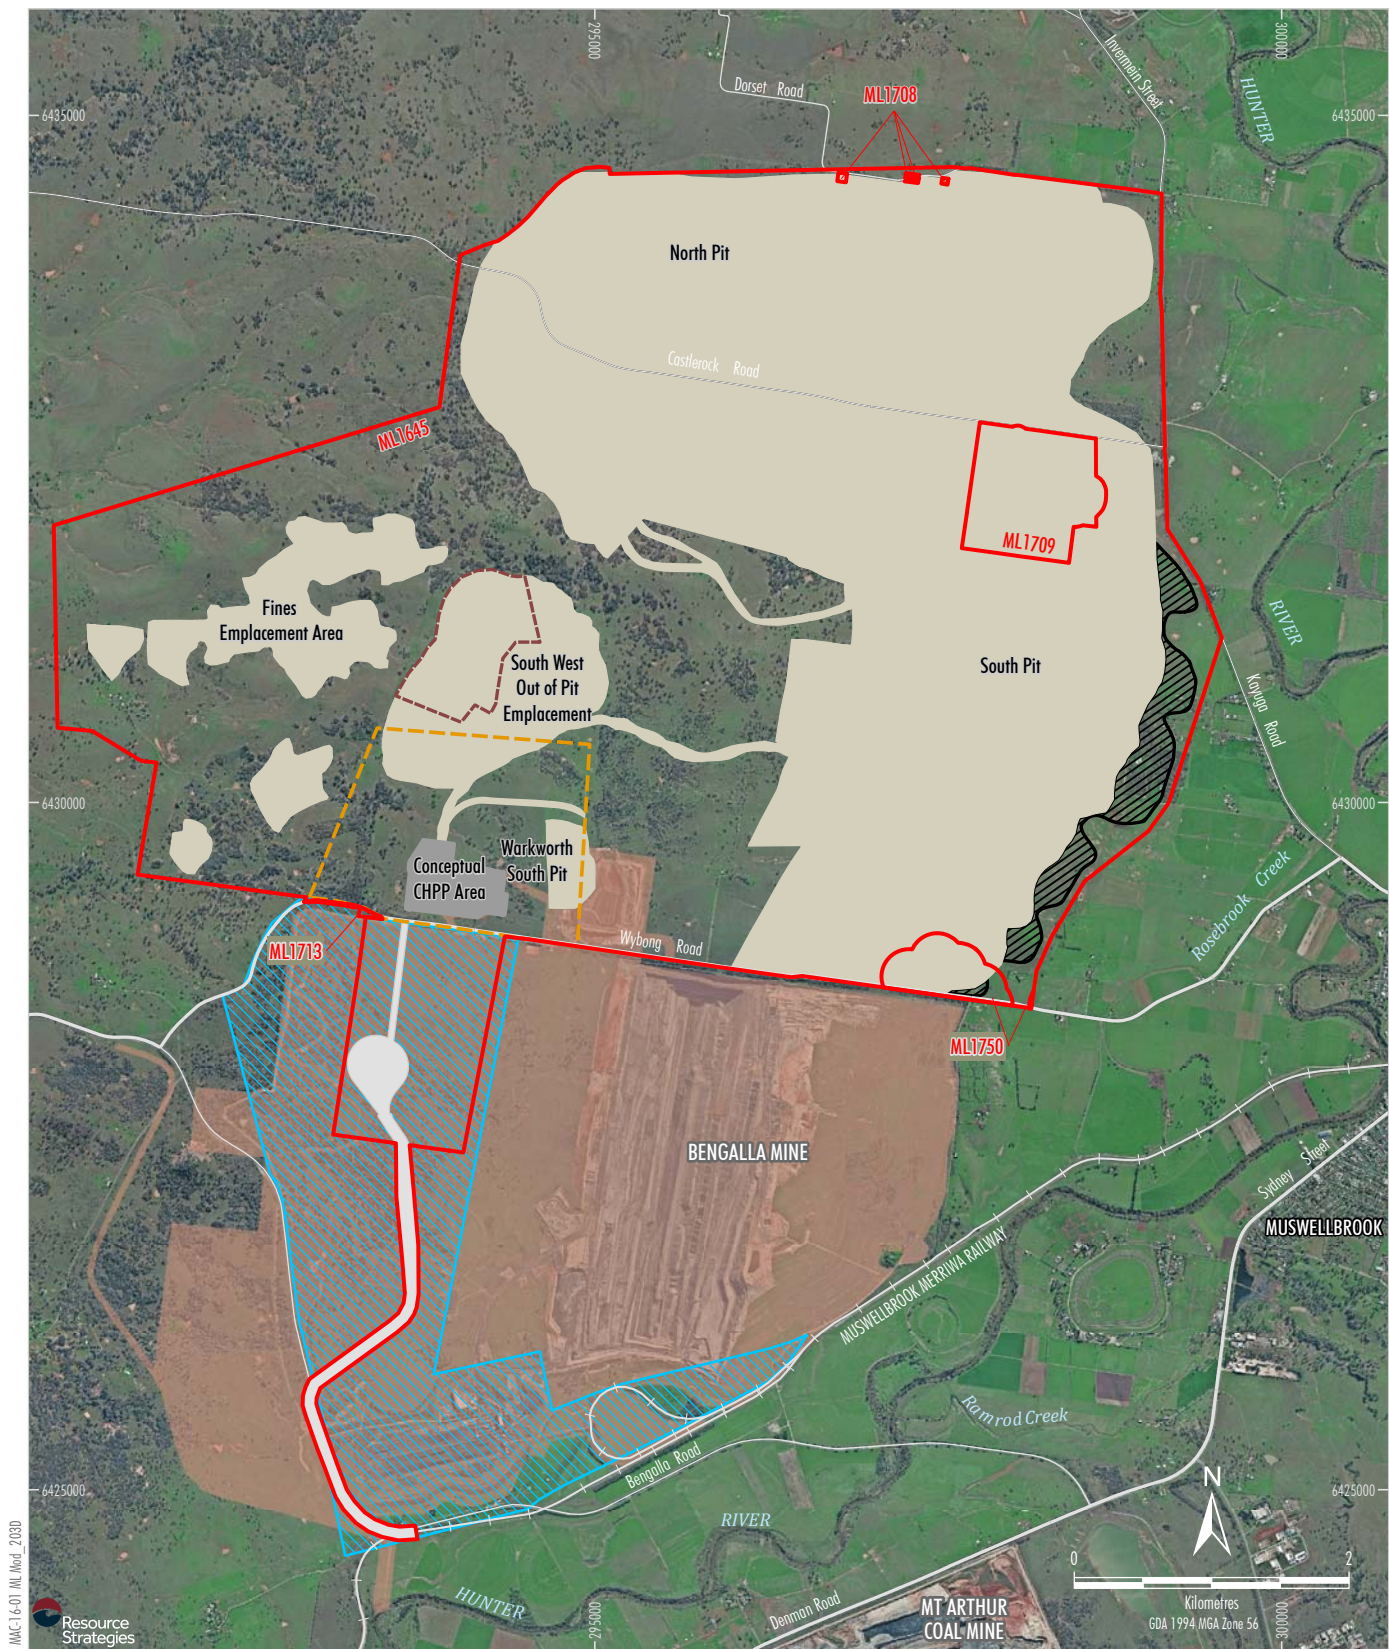 295000
300000
Invermein Street
HUNTER
Dorset Road
ML1708
6435000
6435000
North Pit
Castlerock Road
ML1645
ML1709
Fines
Emplacement Area
RIVER
South West
Out of Pit
Emplacement
South Pit
Kayuga Road
6430000
6430000
Warkworth
South Pit
Conceptual
CHPP Area
Rosebrook Creek
Wybong Road
ML1713
ML1750
BENGALLA MINE
Sydney Street
MUSWELLBROOK
MUSWELLBROOK MERRIWA RAILWAY
Ramrod Creek
Bengalla Road
6425000
6425000
N
RIVER
0
2
Kilometres
GDA 1994 MGA Zone 56
HUNTER
Denman Road
MT ARTHUR
COAL MINE
295000
300000
MAC-16-01 ML Mod_203D
Resource
Strategies